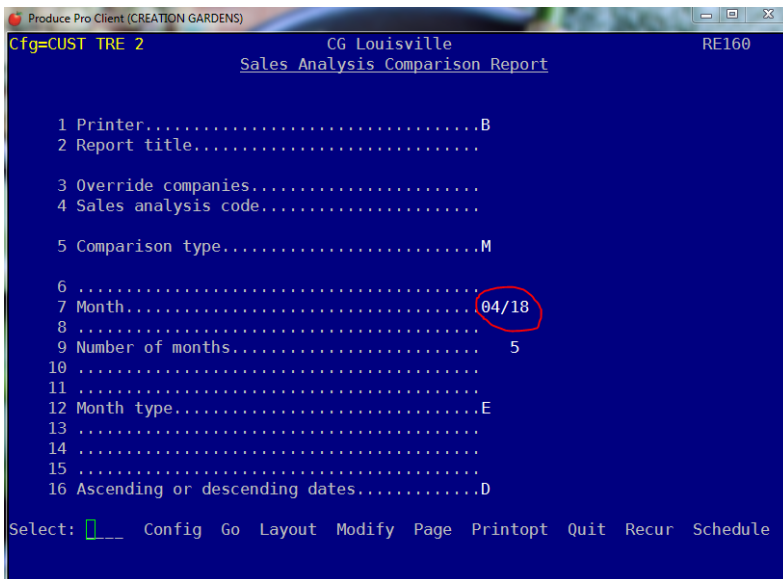 Produce Pro Client (CREATION GARDENS)
Cfg=CUST TRE 2 CG Louisville RE160
Sales Analysis Comparison Report
1 Printer...................................B
2 Report title..............................
3 Override companies........................
4 Sales analysis code.......................
5 Comparison type...........................M
6 ..........................................
7 Month.....................................04/18
8 ..........................................
9 Number of months.......................... 5
10 ..........................................
11 ..........................................
12 Month type................................E
13 ..........................................
14 ..........................................
15 ..........................................
16 Ascending or descending dates.............D
Select: ___ Config Go Layout Modify Page Printopt Quit Recur Schedule